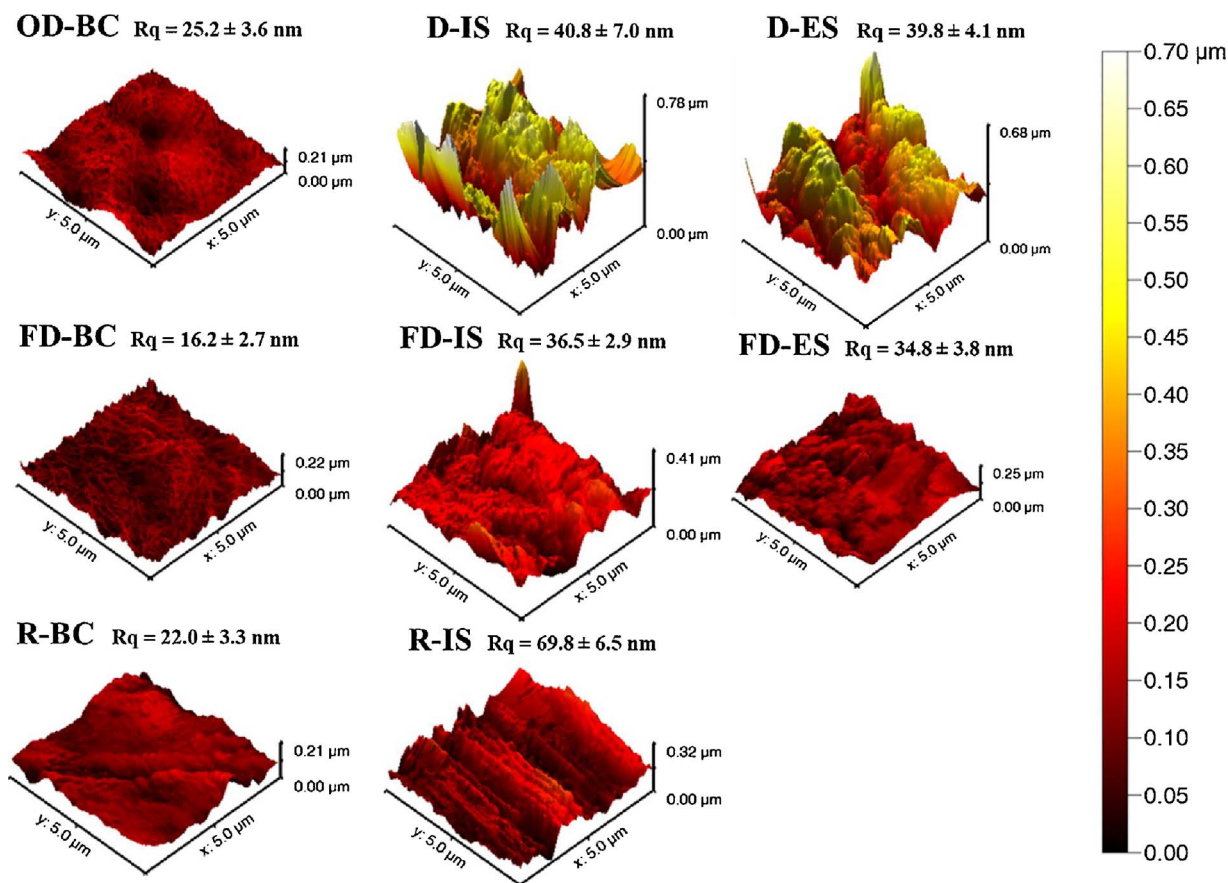 OD-BC Rq = 25.2 ± 3.6 nm
0.21 µm
0.00 µm
y: 5.0 µm
x: 5.0 µm
D-IS Rq = 40.8 ± 7.0 nm
0.78 µm
0.00 µm
y: 5.0 µm
x: 5.0 µm
D-ES Rq = 39.8 ± 4.1 nm
0.68 µm
0.00 µm
y: 5.0 µm
x: 5.0 µm
FD-BC Rq = 16.2 ± 2.7 nm
0.22 µm
0.00 µm
y: 5.0 µm
x: 5.0 µm
FD-IS Rq = 36.5 ± 2.9 nm
0.41 µm
0.00 µm
y: 5.0 µm
x: 5.0 µm
FD-ES Rq = 34.8 ± 3.8 nm
0.25 µm
0.00 µm
y: 5.0 µm
x: 5.0 µm
R-BC Rq = 22.0 ± 3.3 nm
0.21 µm
0.00 µm
y: 5.0 µm
x: 5.0 µm
R-IS Rq = 69.8 ± 6.5 nm
0.32 µm
0.00 µm
y: 5.0 µm
x: 5.0 µm
0.70 µm
0.65
0.60
0.55
0.50
0.45
0.40
0.35
0.30
0.25
0.20
0.15
0.10
0.05
0.00